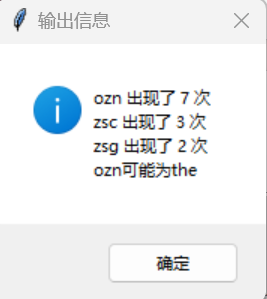 输出信息
ozn 出现了 7 次
zsc 出现了 3 次
zsg 出现了 2 次
ozn可能为the
确定